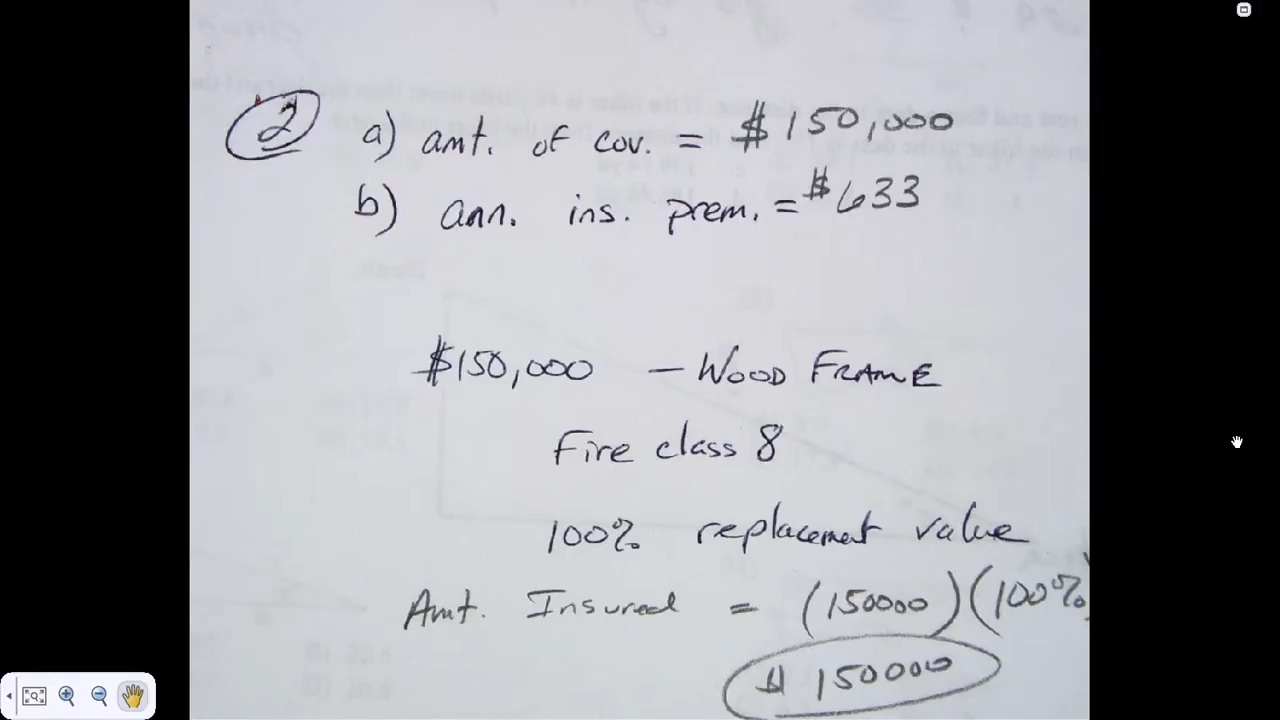 2 a) amt. of cov. = $150,000
b) ann. ins. prem. = $633
$150,000 — WOOD FRAME
Fire class 8
100% replacement value
Amt. Insured = (150000)(100%
$150000